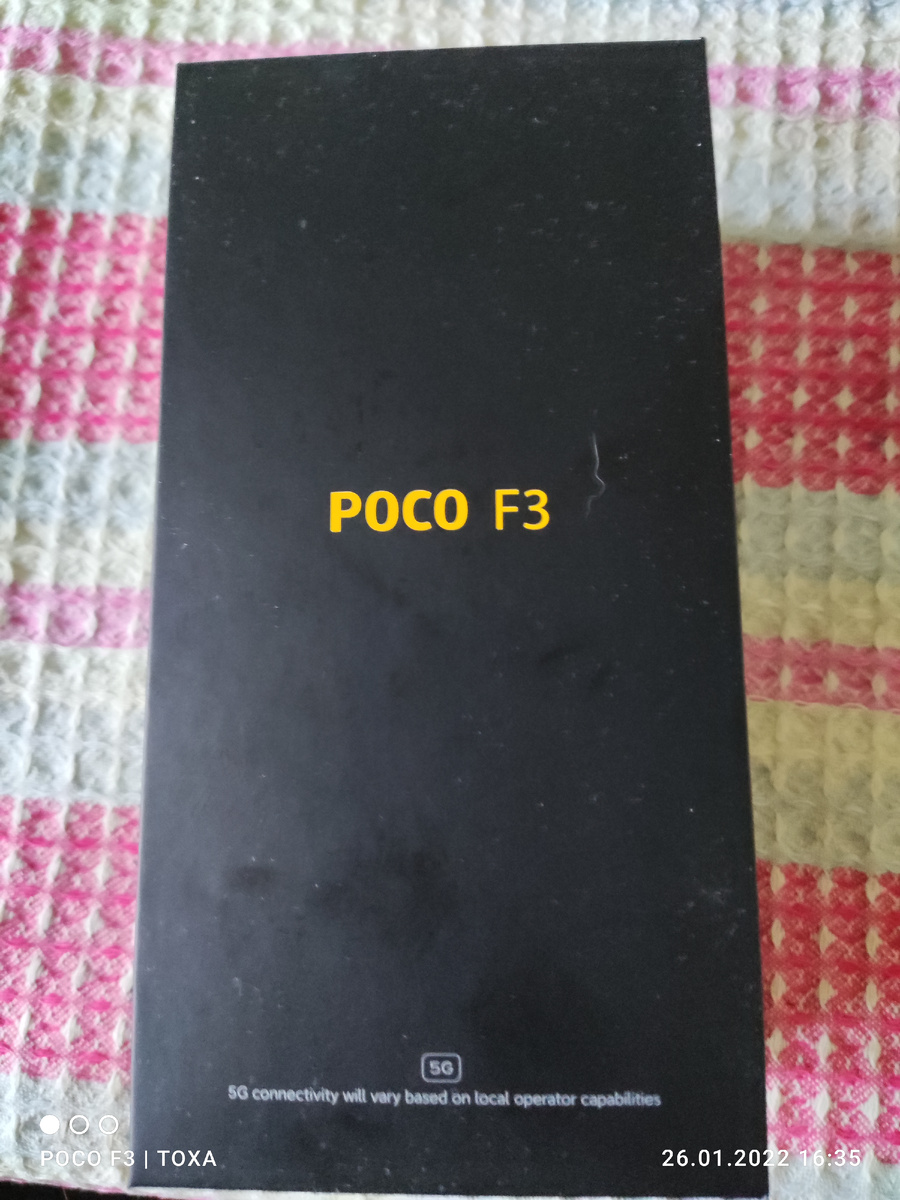 POCO F3
5G
5G connectivity will vary based on local operator capabilities
POCO F3 | TOXA
26.01.2022 16:35